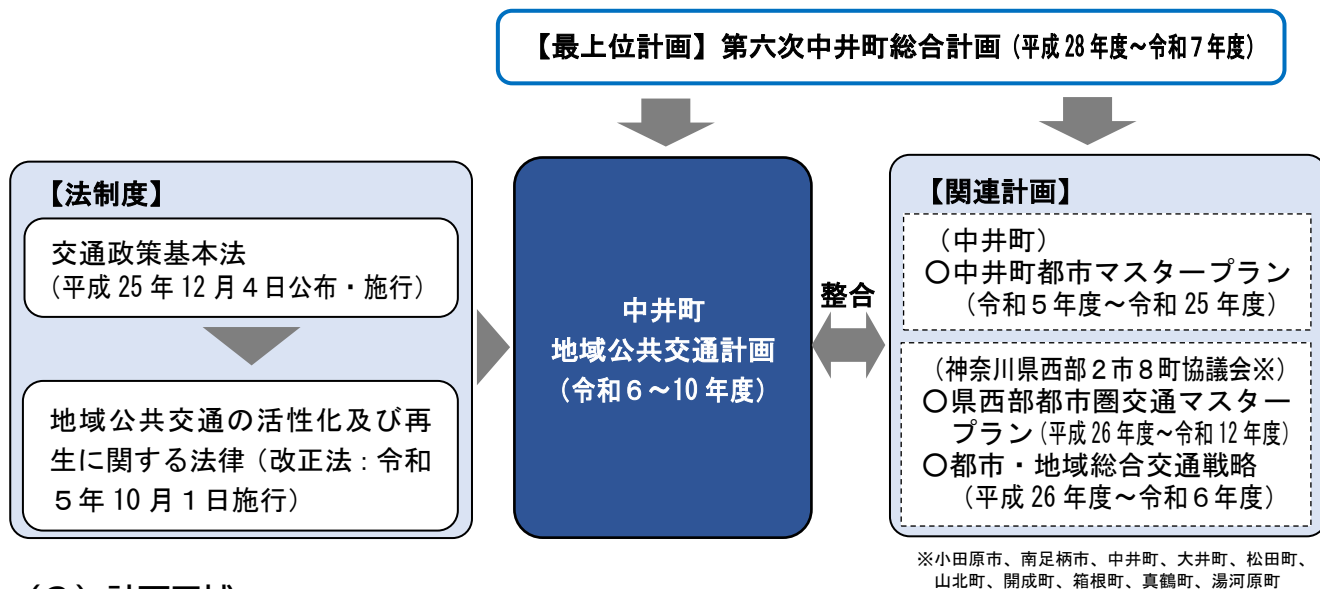 【最上位計画】第六次中井町総合計画(平成28年度~令和7年度)
【法制度】
交通政策基本法
(平成25年12月4日公布・施行)
地域公共交通の活性化及び再
生に関する法律(改正法:令和
5年10月1日施行)
中井町
地域公共交通計画
(令和6~10年度)
整合
【関連計画】
(中井町)
○中井町都市マスタープラン
(令和5年度~令和25年度)
(神奈川県西部2市8町協議会※)
○県西部都市圏交通マスター
プラン(平成26年度~令和12年度)
○都市・地域総合交通戦略
(平成26年度~令和6年度)
※小田原市、南足柄市、中井町、大井町、松田町、
山北町、開成町、箱根町、真鶴町、湯河原町